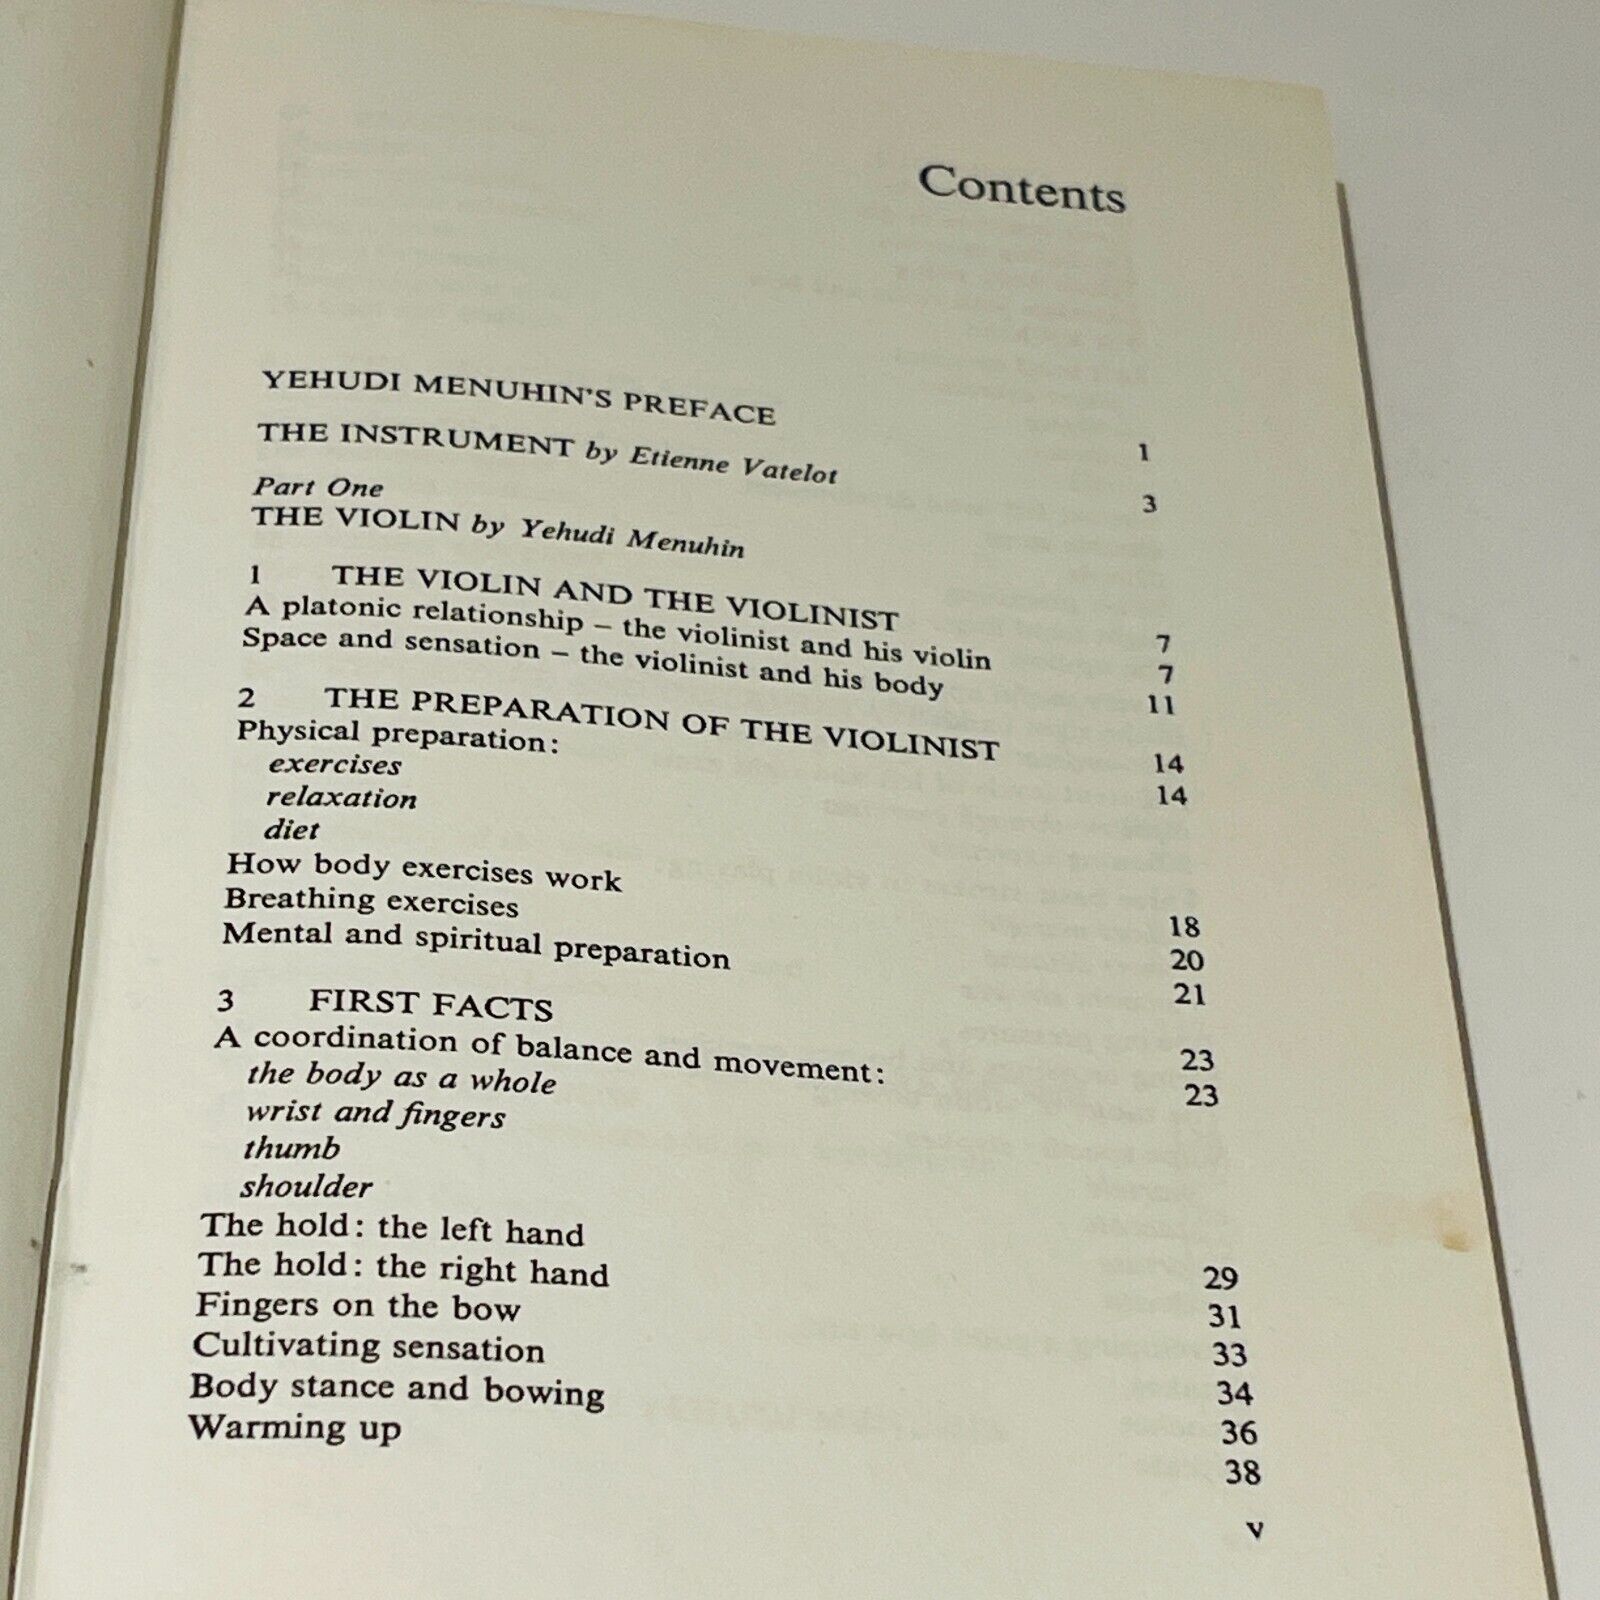 Contents
YEHUDI MENUHIN'S PREFACE 1
THE INSTRUMENT by Etienne Vatelot 3
Part One
THE VIOLIN by Yehudi Menuhin
1 THE VIOLIN AND THE VIOLINIST 7
A platonic relationship – the violinist and his violin 7
Space and sensation – the violinist and his body 11
2 THE PREPARATION OF THE VIOLINIST 14
Physical preparation: 14
exercises
relaxation
diet
How body exercises work 18
Breathing exercises 20
Mental and spiritual preparation 21
3 FIRST FACTS 23
A coordination of balance and movement: 23
the body as a whole
wrist and fingers
thumb
shoulder
The hold: the left hand 29
The hold: the right hand 31
Fingers on the bow 33
Cultivating sensation 34
Body stance and bowing 36
Warming up 38
v